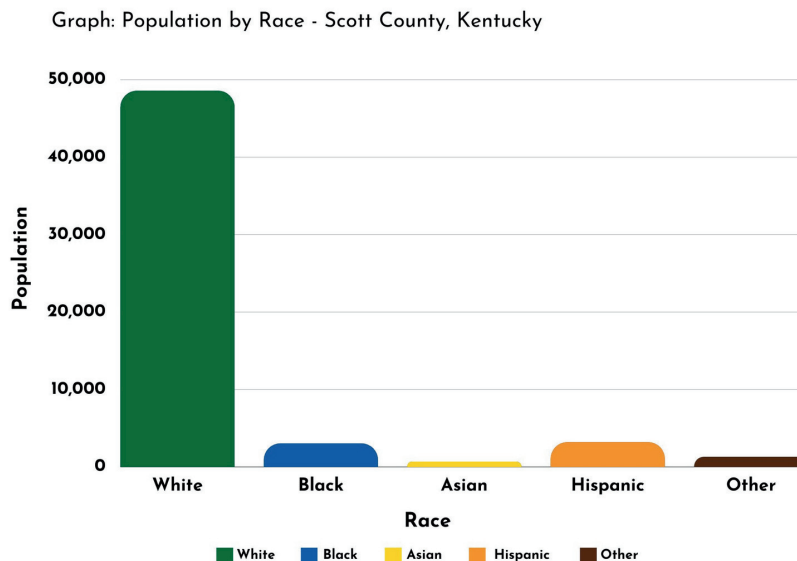 Graph: Population by Race - Scott County, Kentucky
50,000
40,000
30,000
20,000
10,000
0
Population
White Black Asian Hispanic Other
Race
White Black Asian Hispanic Other